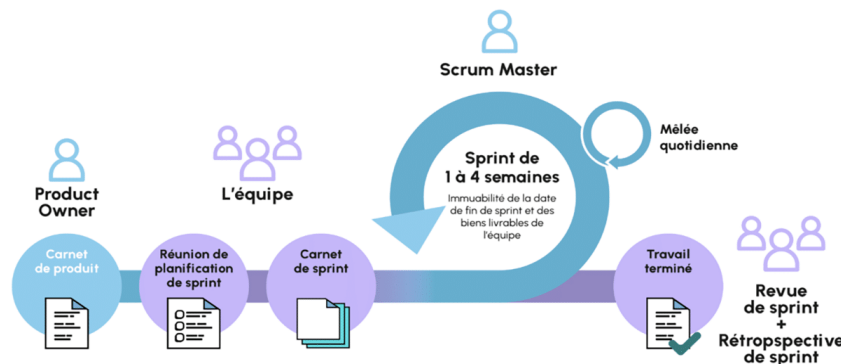 Scrum Master
Product
Owner
L'équipe
Sprint de
1 à 4 semaines
Immuabilité de la date
de fin de sprint et des
biens livrables de
l'équipe
Mêlée
quotidienne
Carnet
de produit
Réunion de
planification
de sprint
Carnet
de sprint
Travail
terminé
Revue
de sprint
+
Rétropspective
de sprint